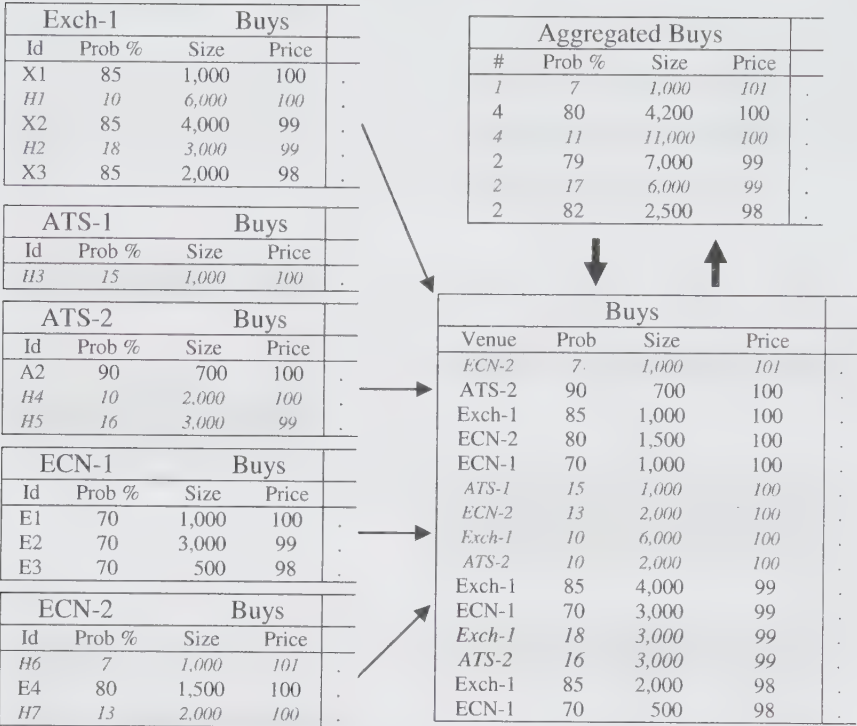 Exch-1 Buys
Id Prob % Size Price
X1 85 1,000 100
H1 10 6,000 100
X2 85 4,000 99
H2 18 3,000 99
X3 85 2,000 98
ATS-1 Buys
Id Prob % Size Price
H3 15 1,000 100
ATS-2 Buys
Id Prob % Size Price
A2 90 700 100
H4 10 2,000 100
H5 16 3,000 99
ECN-1 Buys
Id Prob % Size Price
E1 70 1,000 100
E2 70 3,000 99
E3 70 500 98
ECN-2 Buys
Id Prob % Size Price
H6 7 1,000 101
E4 80 1,500 100
H7 13 2,000 100
Aggregated Buys
# Prob % Size Price
1 7 1,000 101
4 80 4,200 100
4 11 11,000 100
2 79 7,000 99
2 17 6,000 99
2 82 2,500 98
Buys
Venue Prob Size Price
ECN-2 7 1,000 101
ATS-2 90 700 100
Exch-1 85 1,000 100
ECN-2 80 1,500 100
ECN-1 70 1,000 100
ATS-1 15 1,000 100
ECN-2 13 2,000 100
Exch-1 10 6,000 100
ATS-2 10 2,000 100
Exch-1 85 4,000 99
ECN-1 70 3,000 99
Exch-1 18 3,000 99
ATS-2 16 3,000 99
Exch-1 85 2,000 98
ECN-1 70 500 98